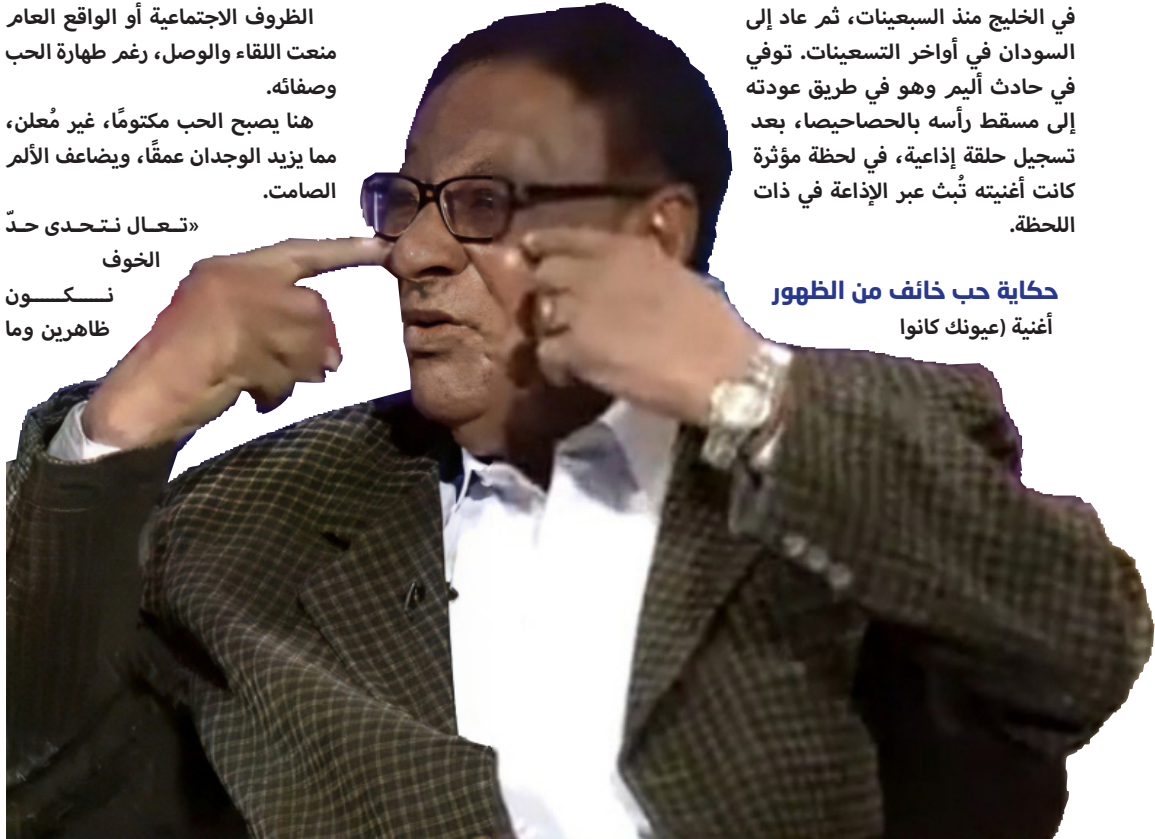 في الخليج منذ السبعينات، ثم عاد إلى
السودان في أواخر التسعينات. توفي
في حادث أليم وهو في طريق عودته
إلى مسقط رأسه بالحصاحيصا، بعد
تسجيل حلقة إذاعية، في لحظة مؤثرة
كانت أغنيته تُبث عبر الإذاعة في ذات
اللحظة.
حكاية حب خائف من الظهور
أغنية (عيونك كانوا
الظروف الاجتماعية أو الواقع العام
منعت اللقاء والوصل، رغم طهارة الحب
وصفائه.
هنا يصبح الحب مكتومًا، غير مُعلن،
مما يزيد الوجدان عمقًا، ويضاعف الألم
الصامت.
«تـعـال نـتـحـدى حـدّ
الخوف
نـــكـــون
ظاهرين وما